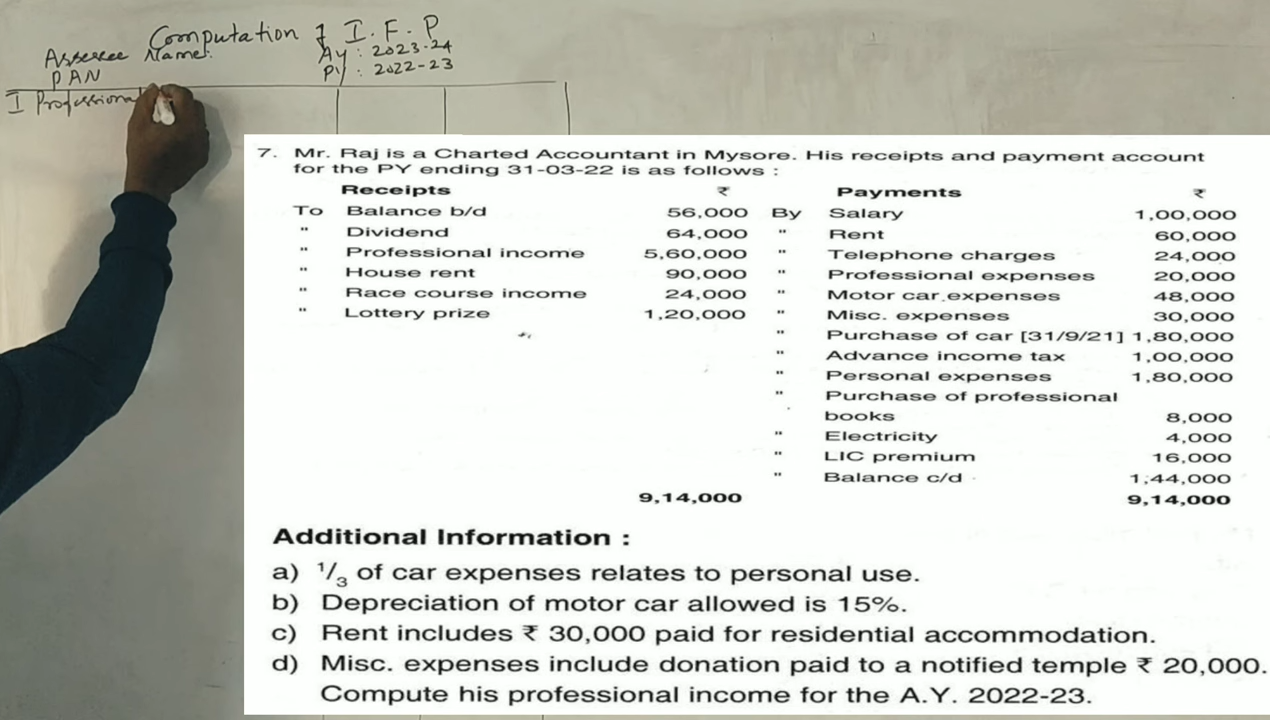 Computation of I.F.P
Assessee Name:
Ay : 2023-24
PAN
Py : 2022-23
I Professional
7. Mr. Raj is a Charted Accountant in Mysore. His receipts and payment account
for the PY ending 31-03-22 is as follows :
Receipts ₹ Payments ₹
To Balance b/d 56,000 By Salary 1,00,000
" Dividend 64,000 " Rent 60,000
" Professional income 5,60,000 " Telephone charges 24,000
" House rent 90,000 " Professional expenses 20,000
" Race course income 24,000 " Motor car expenses 48,000
" Lottery prize 1,20,000 " Misc. expenses 30,000
" Purchase of car [31/9/21] 1,80,000
" Advance income tax 1,00,000
" Personal expenses 1,80,000
" Purchase of professional
books 8,000
" Electricity 4,000
" LIC premium 16,000
" Balance c/d 1,44,000
9,14,000 9,14,000
Additional Information :
a) 1/3 of car expenses relates to personal use.
b) Depreciation of motor car allowed is 15%.
c) Rent includes ₹ 30,000 paid for residential accommodation.
d) Misc. expenses include donation paid to a notified temple ₹ 20,000.
Compute his professional income for the A.Y. 2022-23.